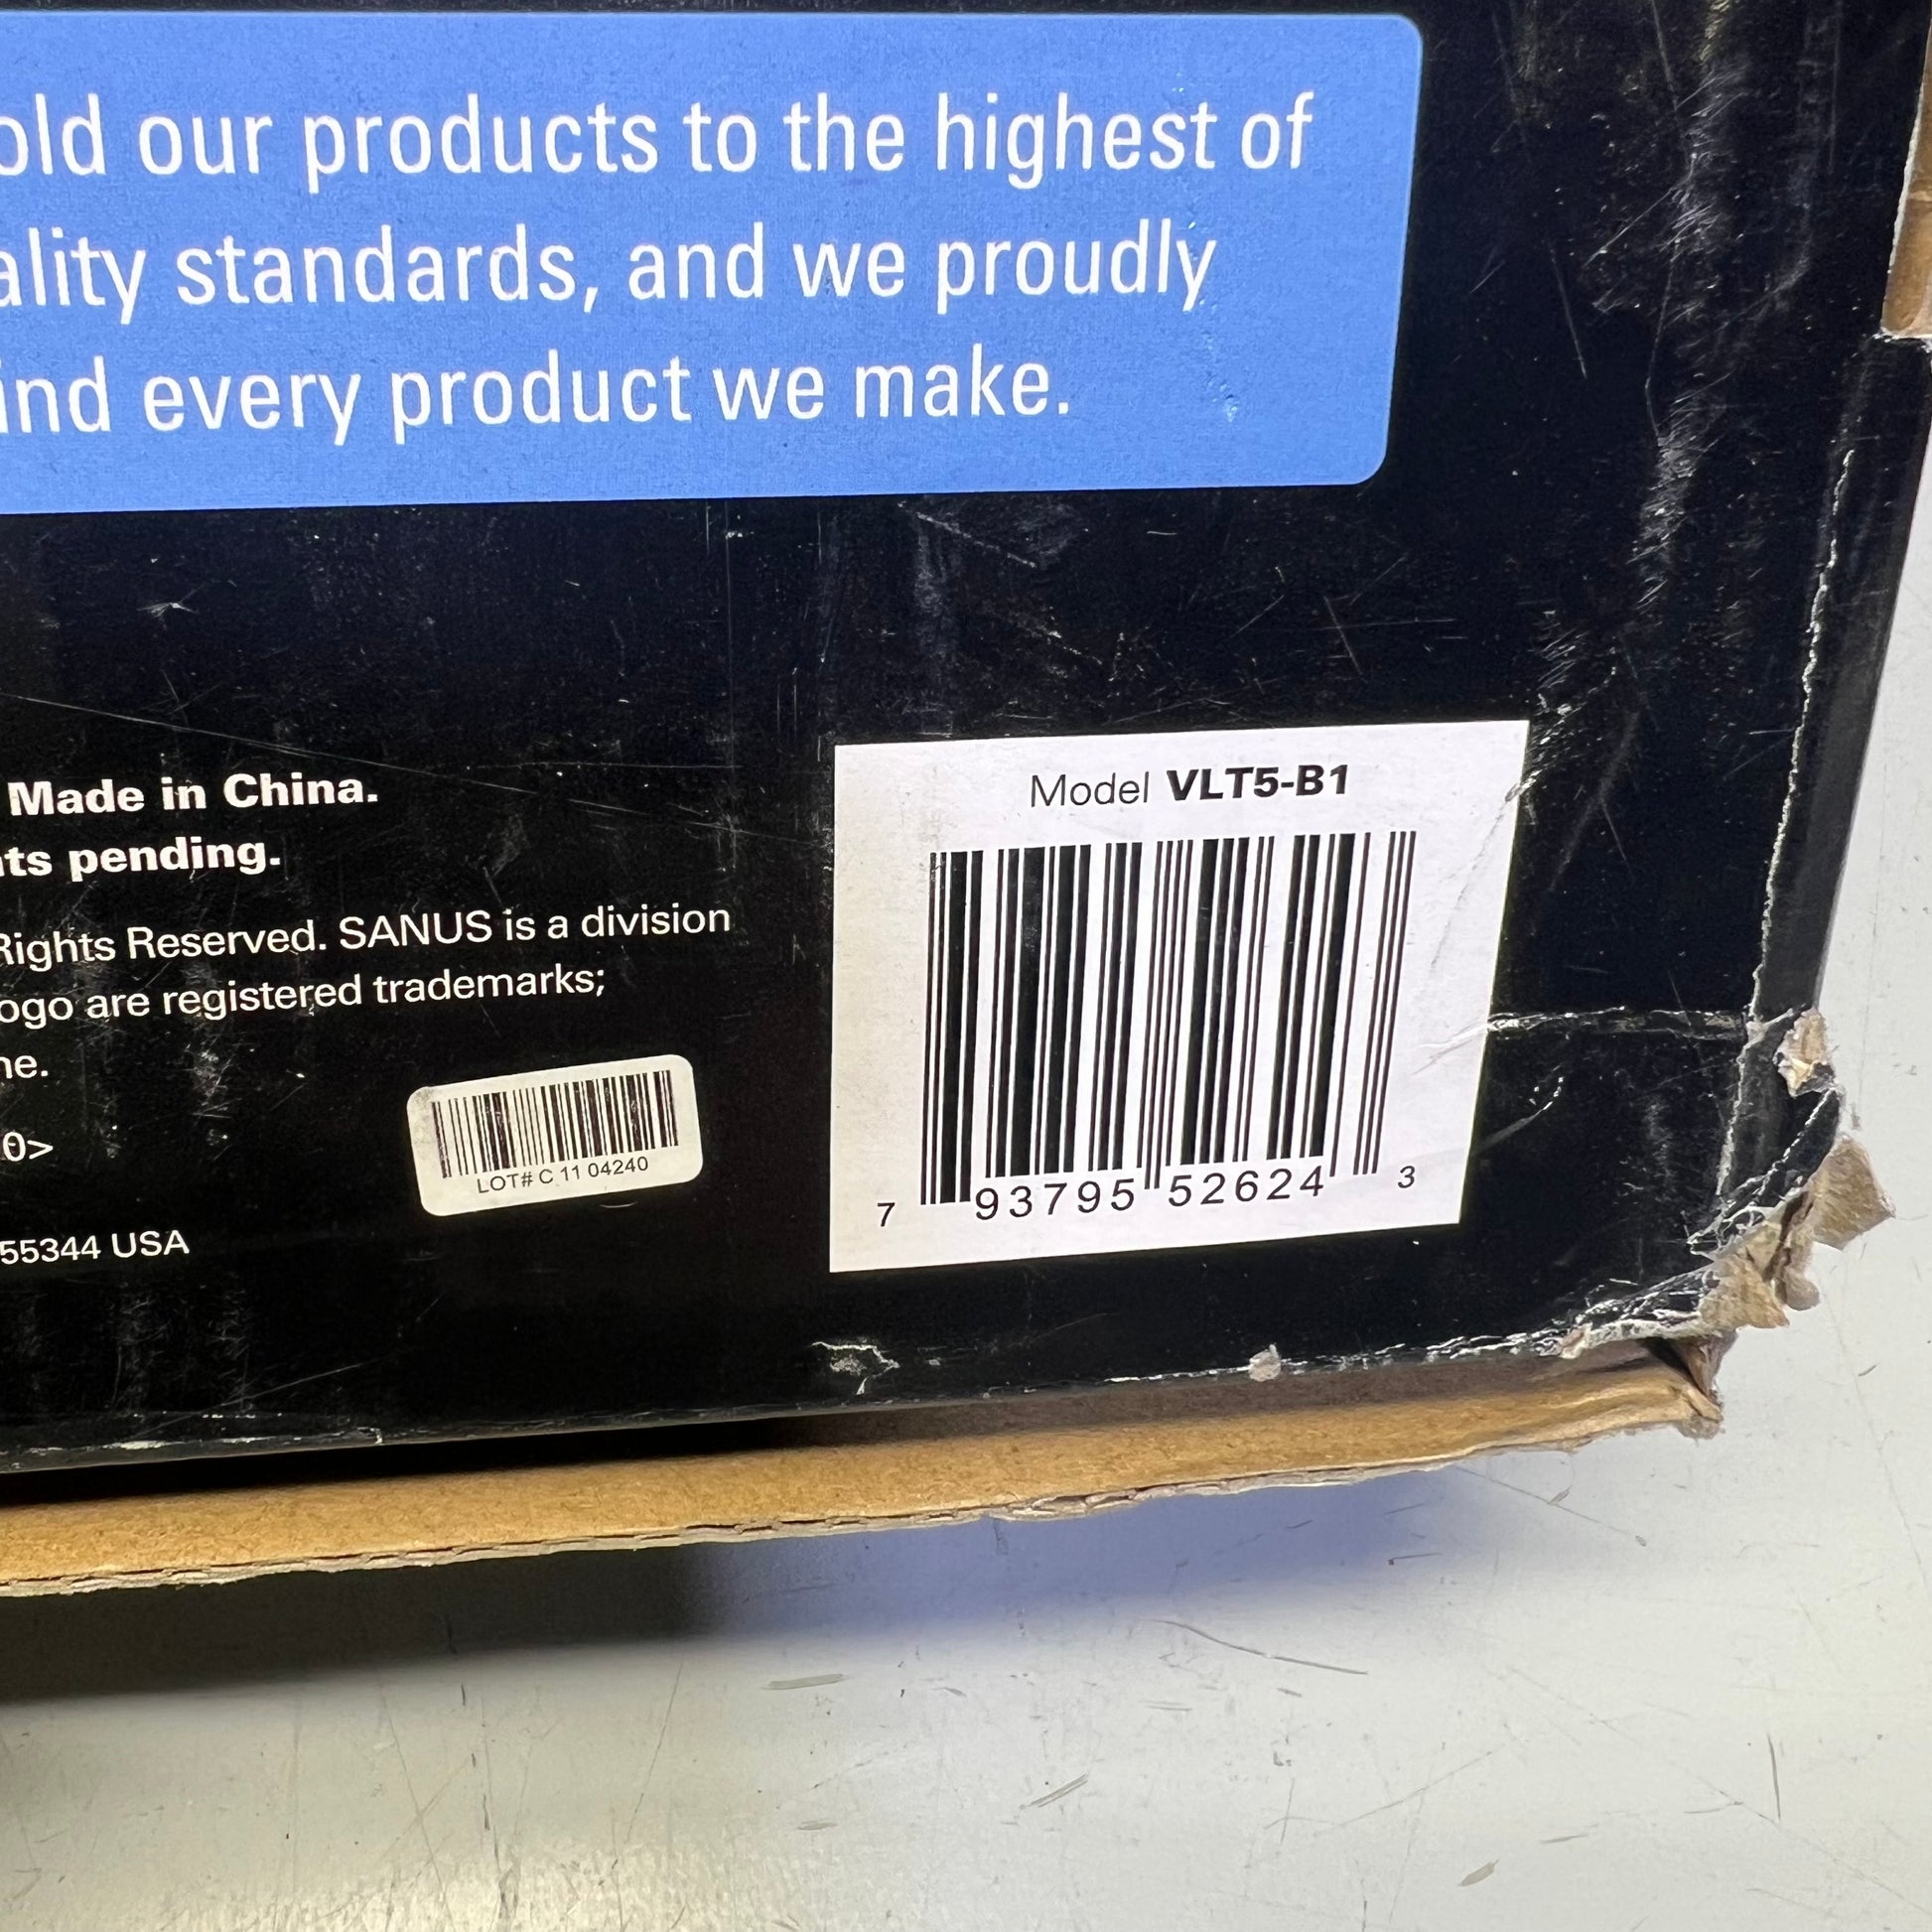 old our products to the highest of
ality standards, and we proudly
ind every product we make.
Made in China.
ts pending.
Rights Reserved. SANUS is a division
ogo are registered trademarks;
ne.
0>
55344 USA
LOT# C 11 04240
Model VLT5-B1
7 93795 52624 3